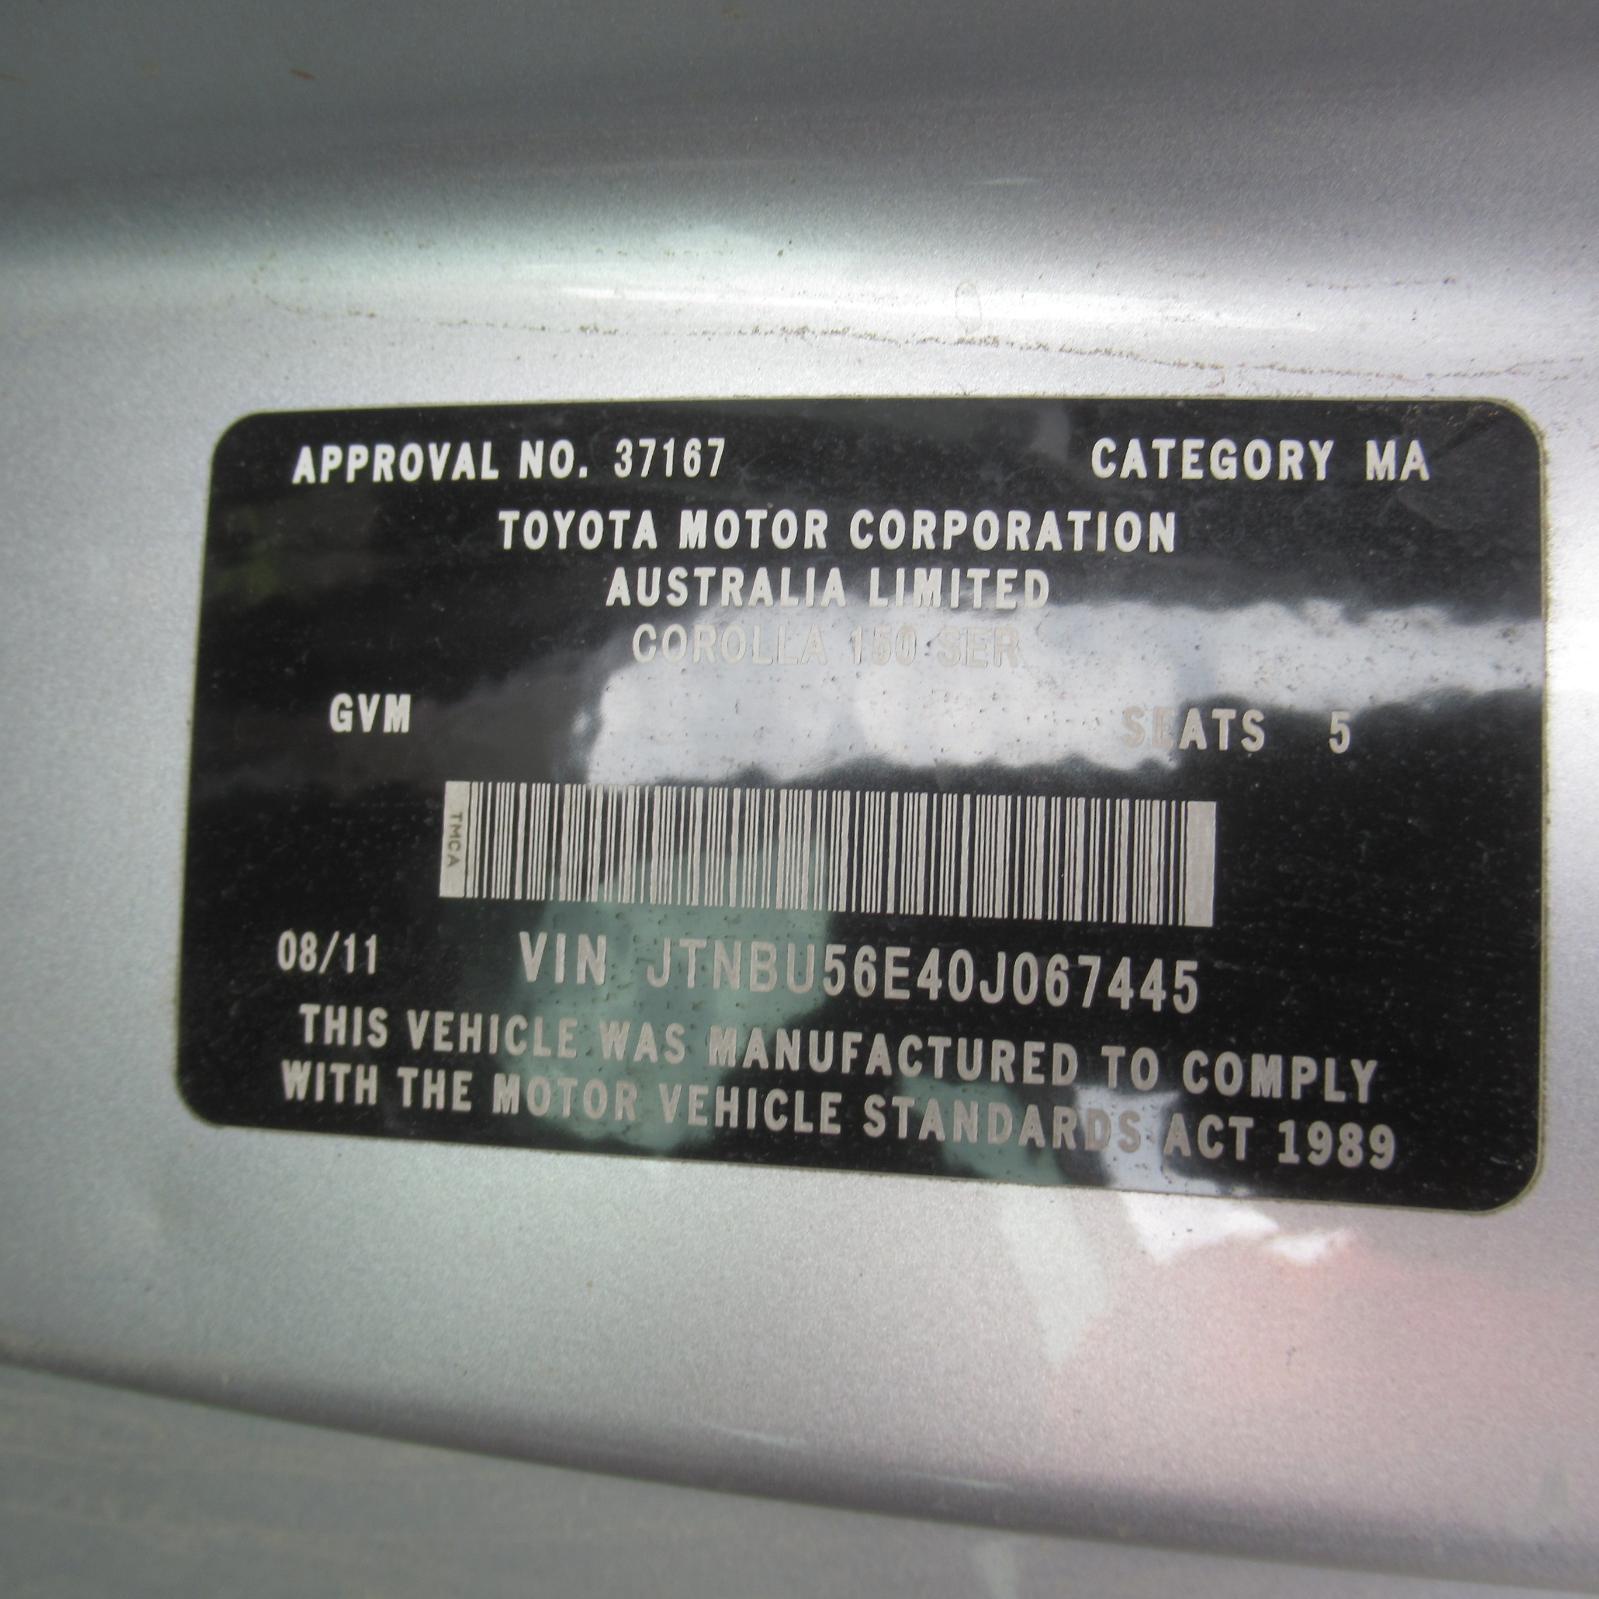 APPROVAL NO. 37167 CATEGORY MA
TOYOTA MOTOR CORPORATION
AUSTRALIA LIMITED
COROLLA 150 SER
GVM SEATS 5
TMCA
08/11 VIN JTNBU56E40J067445
THIS VEHICLE WAS MANUFACTURED TO COMPLY
WITH THE MOTOR VEHICLE STANDARDS ACT 1989